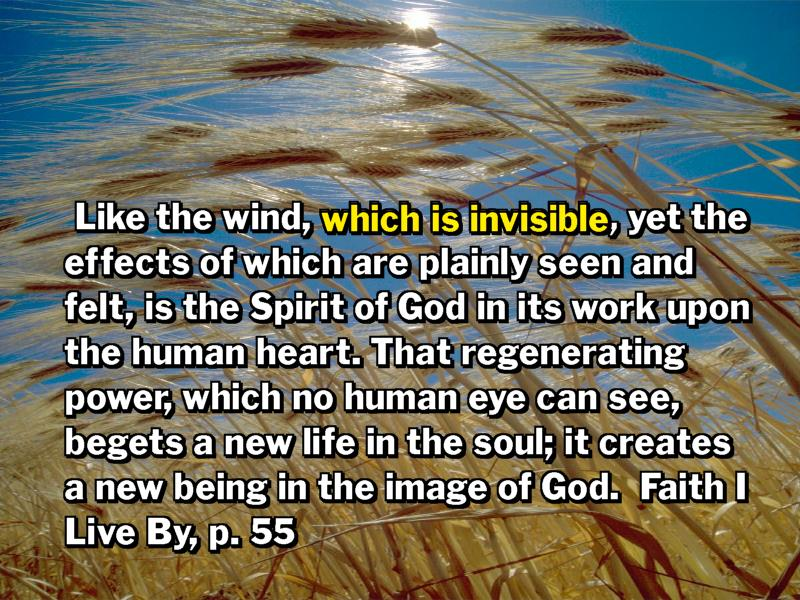 Like the wind, which is invisible, yet the
effects of which are plainly seen and
felt, is the Spirit of God in its work upon
the human heart. That regenerating
power, which no human eye can see,
begets a new life in the soul; it creates
a new being in the image of God.  Faith I
Live By, p. 55